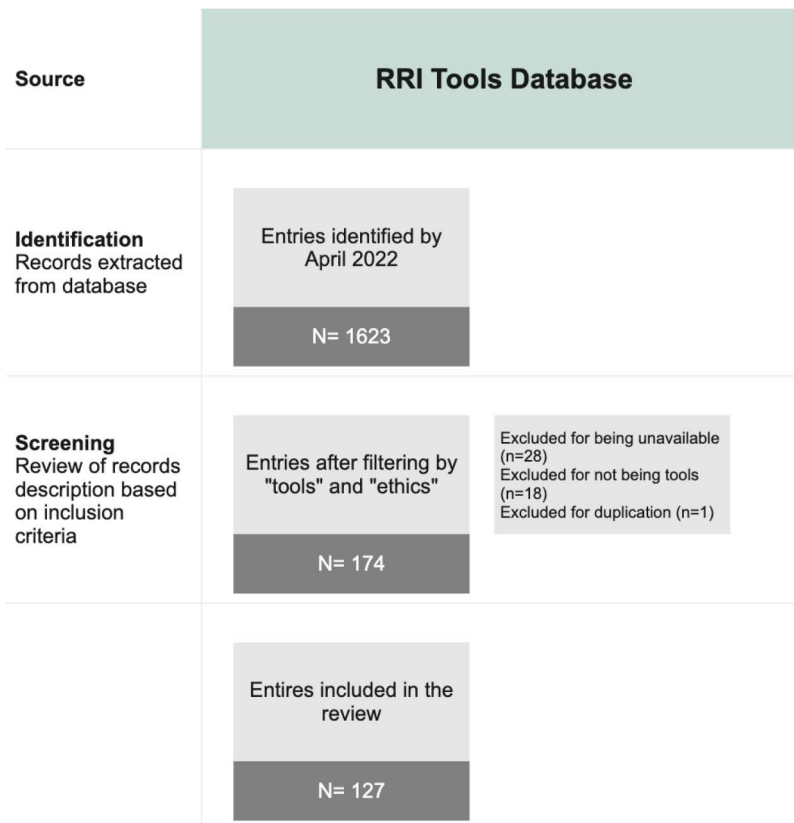 Source
RRI Tools Database
Identification
Records extracted
from database
Entries identified by
April 2022
N= 1623
Screening
Review of records
description based
on inclusion
criteria
Entries after filtering by
"tools" and "ethics"
N= 174
Excluded for being unavailable
(n=28)
Excluded for not being tools
(n=18)
Excluded for duplication (n=1)
Entires included in the
review
N= 127